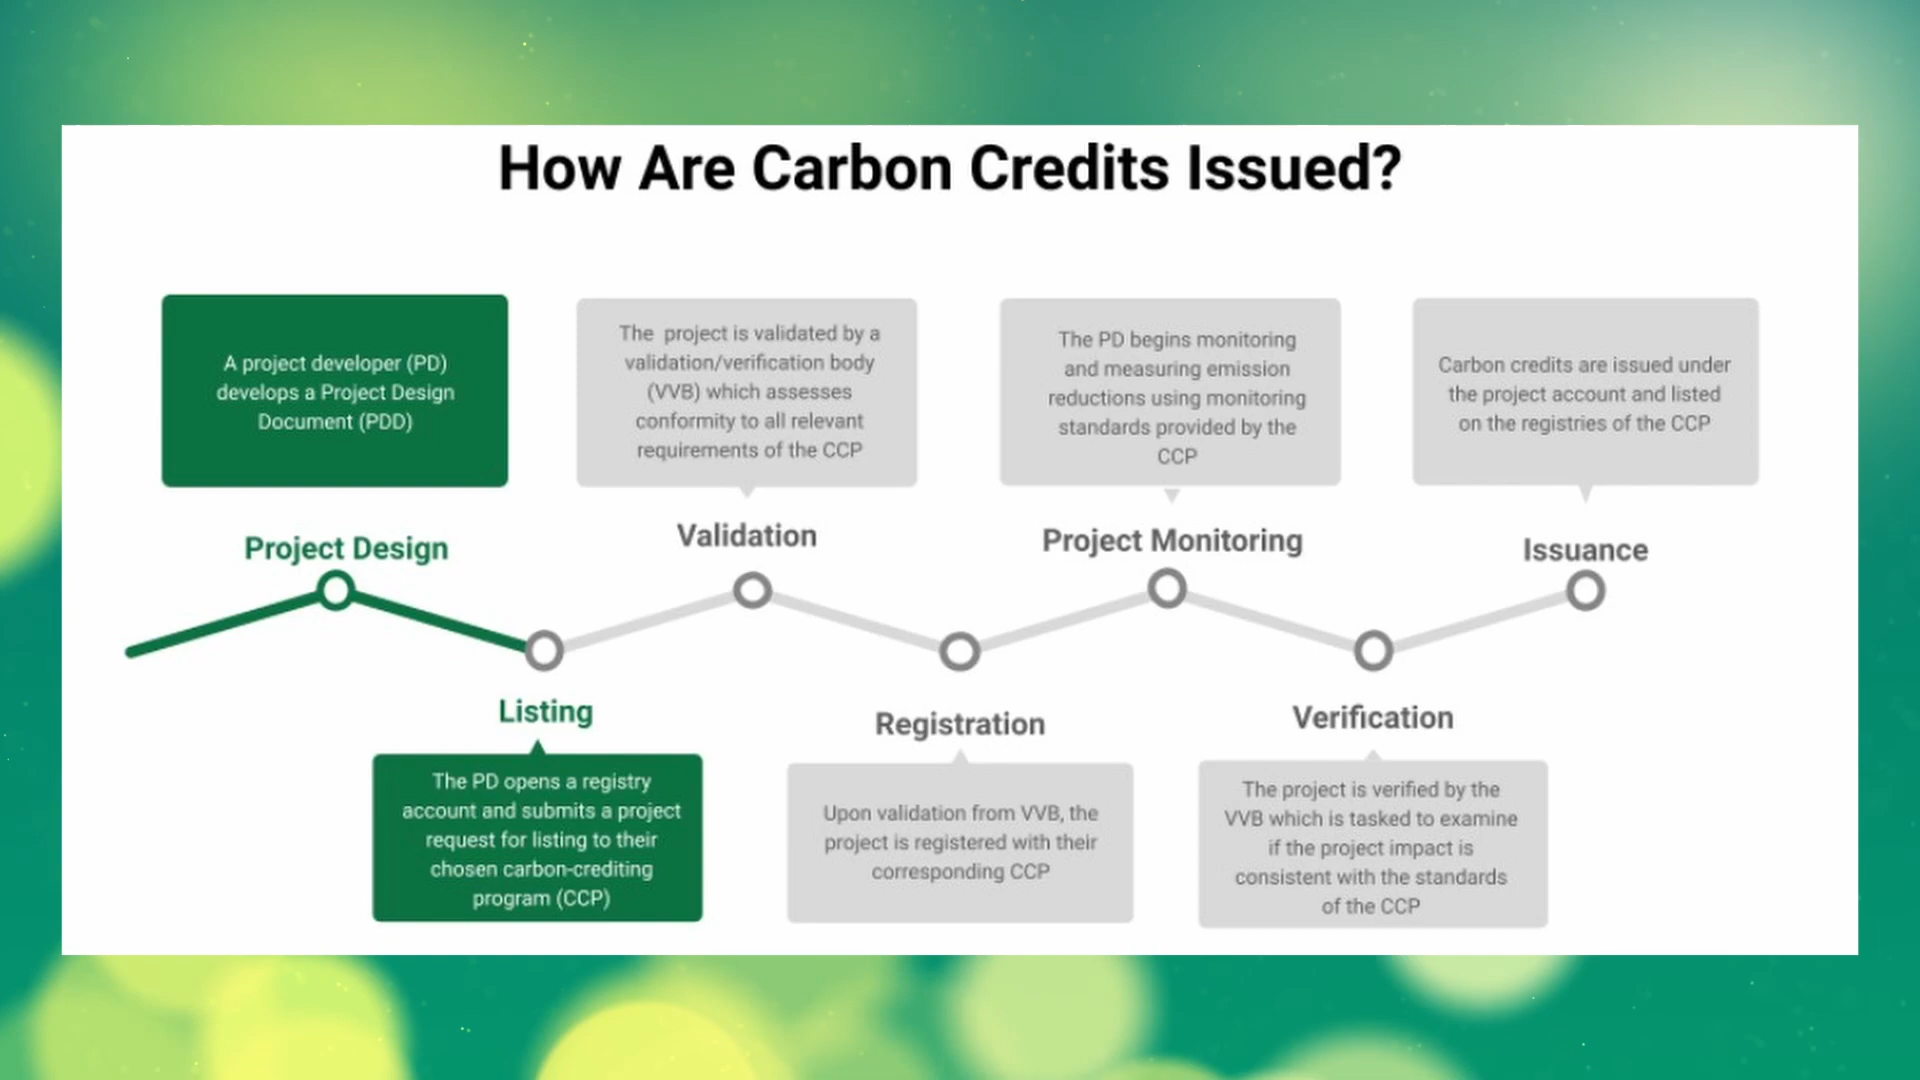 How Are Carbon Credits Issued?
A project developer (PD)
develops a Project Design
Document (PDD)
Project Design
Listing
The PD opens a registry
account and submits a project
request for listing to their
chosen carbon-crediting
program (CCP)
The  project is validated by a
validation/verification body
(VVB) which assesses
conformity to all relevant
requirements of the CCP
Validation
Registration
Upon validation from VVB, the
project is registered with their
corresponding CCP
The PD begins monitoring
and measuring emission
reductions using monitoring
standards provided by the
CCP
Project Monitoring
Verification
The project is verified by the
VVB which is tasked to examine
if the project impact is
consistent with the standards
of the CCP
Carbon credits are issued under
the project account and listed
on the registries of the CCP
Issuance